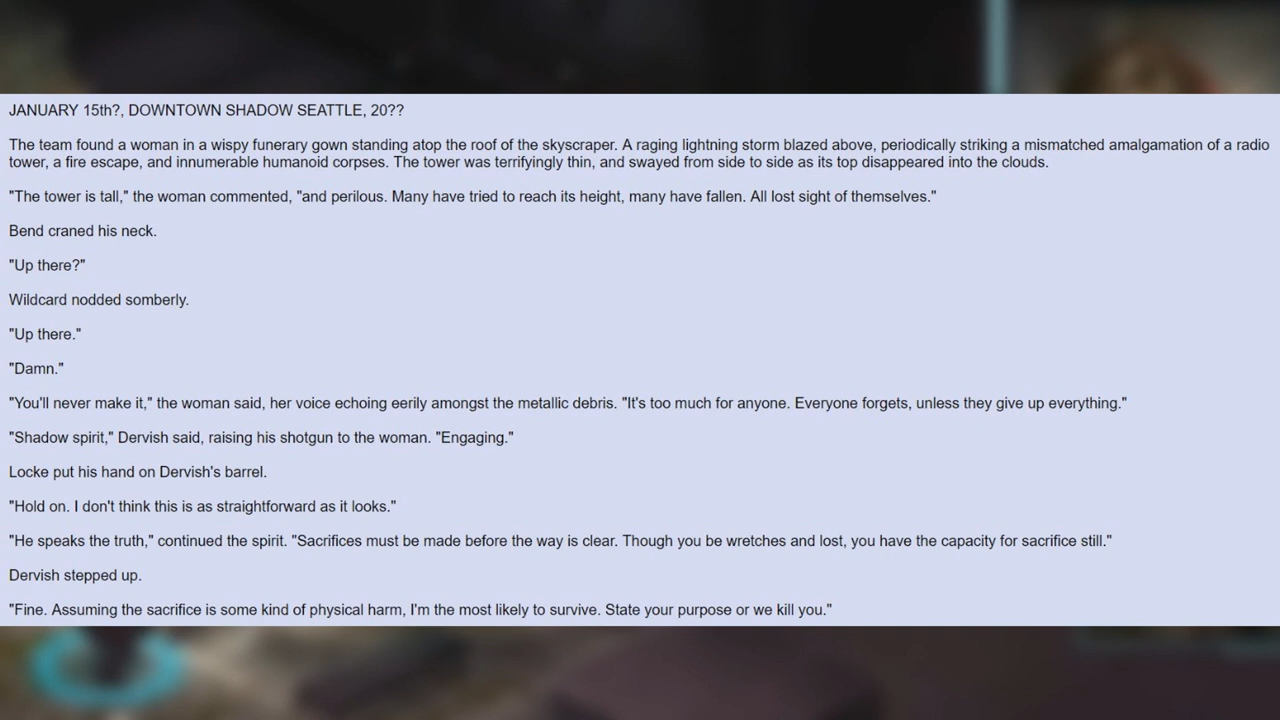 JANUARY 15th?, DOWNTOWN SHADOW SEATTLE, 20??
The team found a woman in a wispy funerary gown standing atop the roof of the skyscraper. A raging lightning storm blazed above, periodically striking a mismatched amalgamation of a radio
tower, a fire escape, and innumerable humanoid corpses. The tower was terrifyingly thin, and swayed from side to side as its top disappeared into the clouds.
"The tower is tall," the woman commented, "and perilous. Many have tried to reach its height, many have fallen. All lost sight of themselves."
Bend craned his neck.
"Up there?"
Wildcard nodded somberly.
"Up there."
"Damn."
"You'll never make it," the woman said, her voice echoing eerily amongst the metallic debris. "It's too much for anyone. Everyone forgets, unless they give up everything."
"Shadow spirit," Dervish said, raising his shotgun to the woman. "Engaging."
Locke put his hand on Dervish's barrel.
"Hold on. I don't think this is as straightforward as it looks."
"He speaks the truth," continued the spirit. "Sacrifices must be made before the way is clear. Though you be wretches and lost, you have the capacity for sacrifice still."
Dervish stepped up.
"Fine. Assuming the sacrifice is some kind of physical harm, I'm the most likely to survive. State your purpose or we kill you."